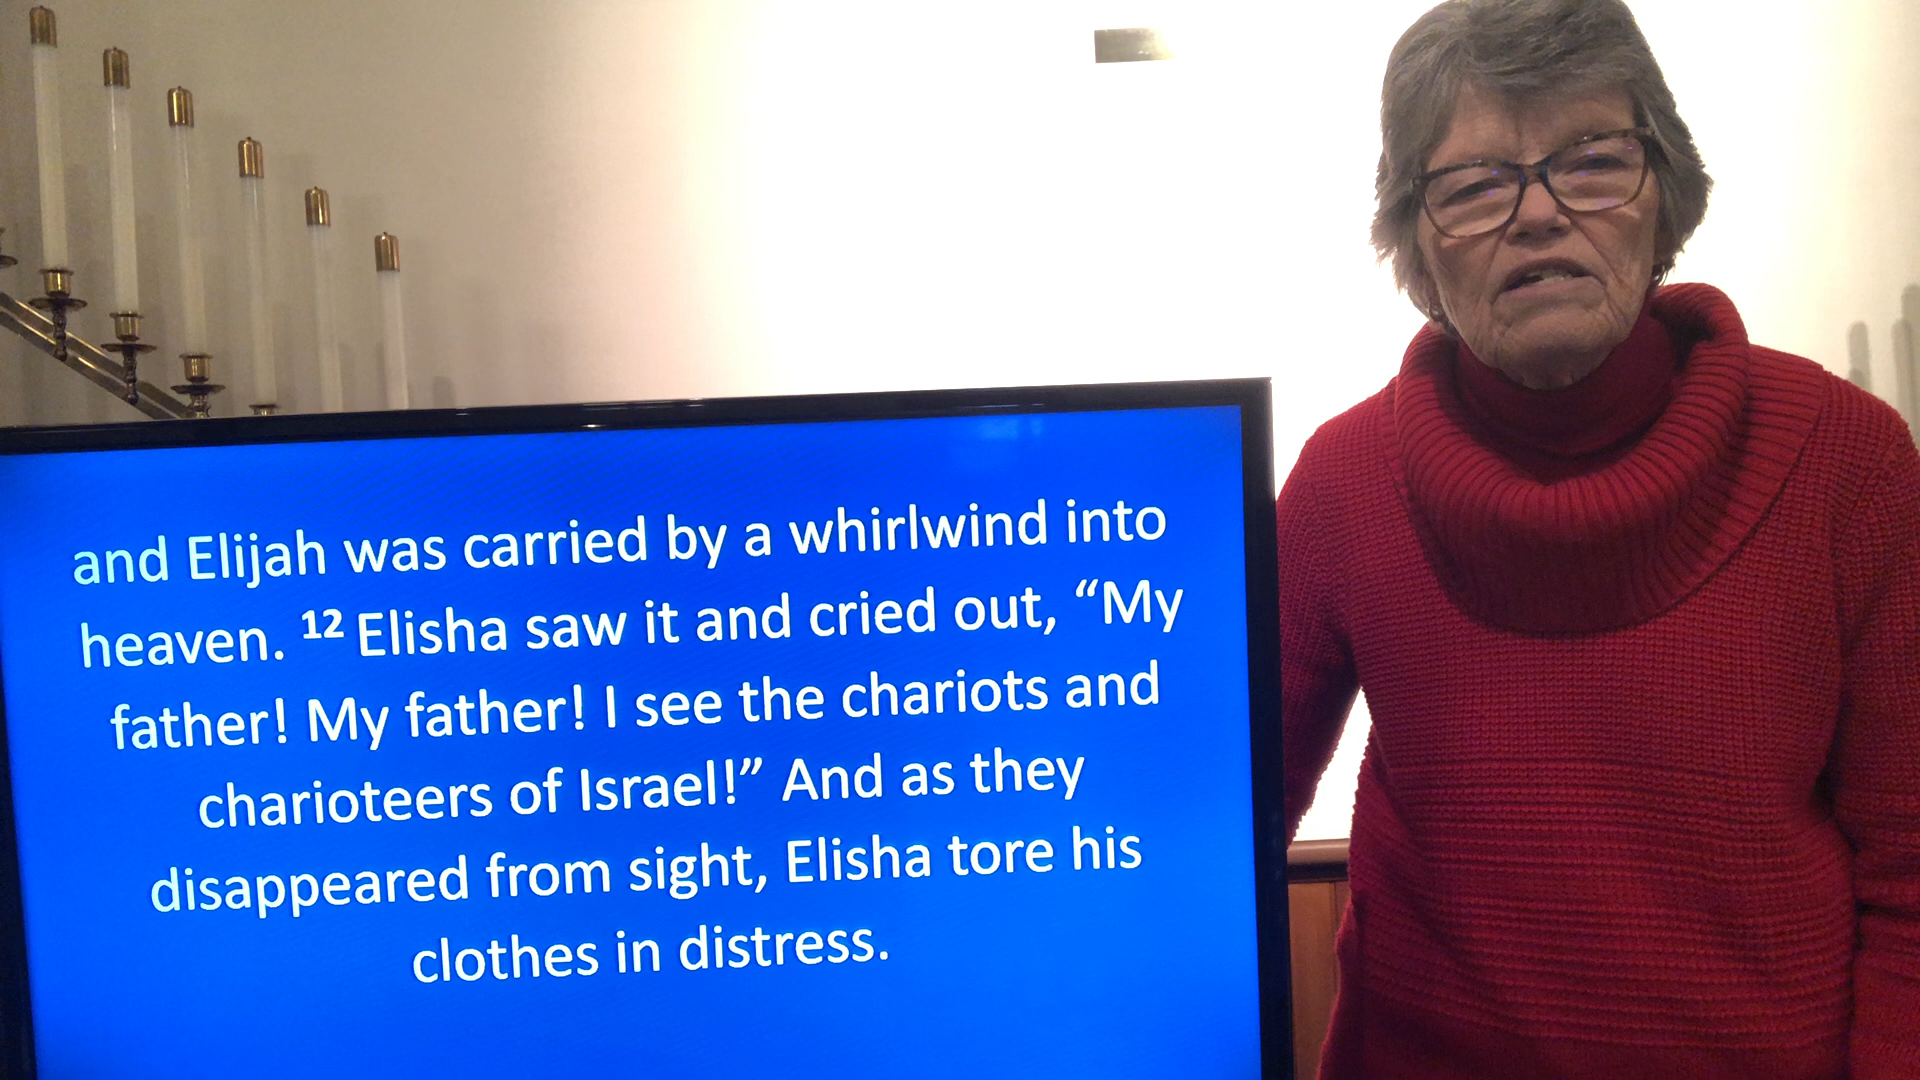 and Elijah was carried by a whirlwind into
heaven. 12 Elisha saw it and cried out, “My
father! My father! I see the chariots and
charioteers of Israel!” And as they
disappeared from sight, Elisha tore his
clothes in distress.